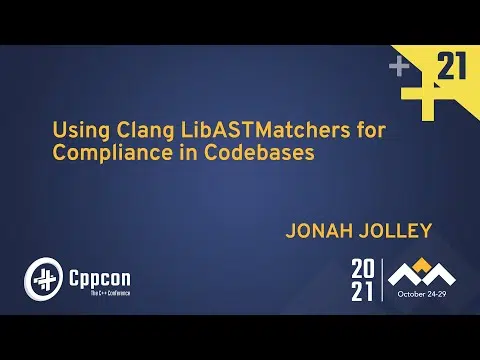 21
Using Clang LibASTMatchers for
Compliance in Codebases
JONAH JOLLEY
Cppcon
The C++ Conference
20
21
October 24-29